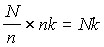 N/n × nk = Nk